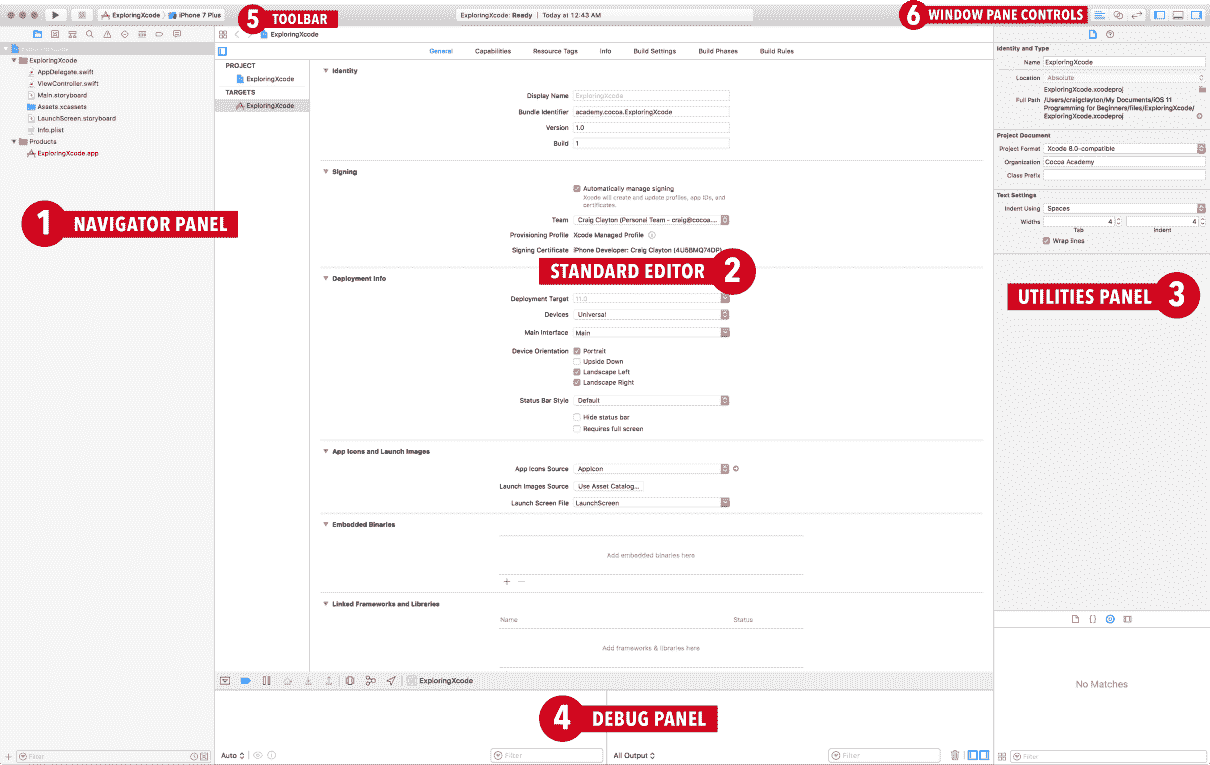 ExploringXcode
iPhone 7 Plus
5 TOOLBAR
ExploringXcode: Ready | Today at 12:43 AM
6 WINDOW PANE CONTROLS
ExploringXcode
ExploringXcode
AppDelegate.swift
ViewController.swift
Main.storyboard
Assets.xcassets
LaunchScreen.storyboard
Info.plist
Products
ExploringXcode.app
1 NAVIGATOR PANEL
Filter
ExploringXcode
General Capabilities Resource Tags Info Build Settings Build Phases Build Rules
PROJECT
ExploringXcode
TARGETS
ExploringXcode
Identity
Display Name ExploringXcode
Bundle Identifier academy.cocoa.ExploringXcode
Version 1.0
Build 1
Signing
Automatically manage signing
Xcode will create and update profiles, app IDs, and
certificates.
Team Craig Clayton (Personal Team - craig@cocoa....
Provisioning Profile Xcode Managed Profile
Signing Certificate iPhone Developer: Craig Clayton (4U5BMQ74DP)
STANDARD EDITOR 2
Deployment Info
Deployment Target 11.0
Devices Universal
Main Interface Main
Device Orientation Portrait
Upside Down
Landscape Left
Landscape Right
Status Bar Style Default
Hide status bar
Requires full screen
App Icons and Launch Images
App Icons Source AppIcon
Launch Images Source Use Asset Catalog...
Launch Screen File LaunchScreen
Embedded Binaries
Add embedded binaries here
Linked Frameworks and Libraries
Name Status
Add frameworks & libraries here
ExploringXcode
4 DEBUG PANEL
Auto Filter All Output Filter
Identity and Type
Name ExploringXcode
Location Absolute
ExploringXcode.xcodeproj
Full Path /Users/craigclayton/My Documents/iOS 11
Programming for Beginners/files/ExploringXcode/
ExploringXcode.xcodeproj
Project Document
Project Format Xcode 8.0-compatible
Organization Cocoa Academy
Class Prefix
Text Settings
Indent Using Spaces
Widths 4 4
Tab Indent
Wrap lines
UTILITIES PANEL 3
No Matches
Filter